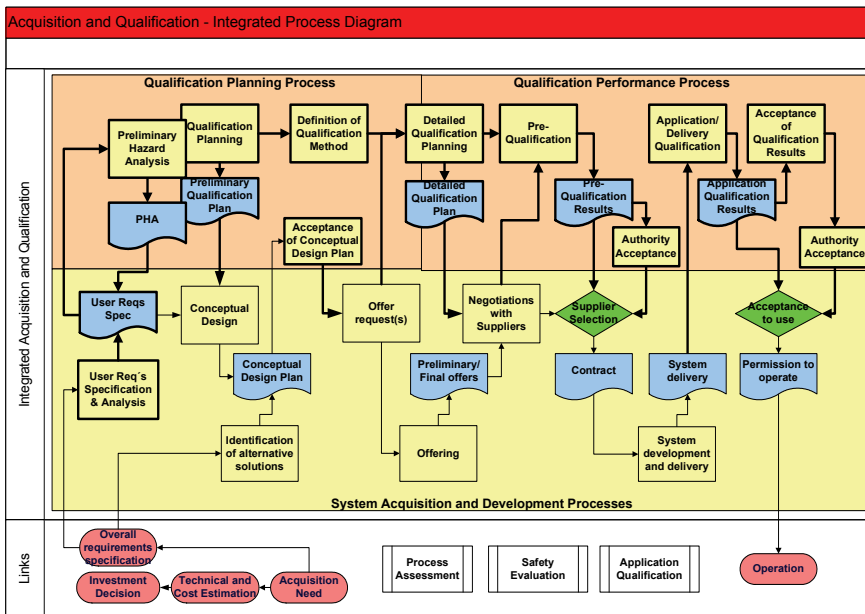 Acquisition and Qualification - Integrated Process Diagram
Integrated Acquisition and Qualification
Qualification Planning Process
Qualification Performance Process
Preliminary
Hazard
Analysis
Qualification
Planning
Definition of
Qualification
Method
Detailed
Qualification
Planning
Pre-
Qualification
Application/
Delivery
Qualification
Acceptance
of
Qualification
Results
PHA
Preliminary
Qualification
Plan
Acceptance
of Conceptual
Design Plan
Detailed
Qualification
Plan
Pre-
Qualification
Results
Authority
Acceptance
Application
Qualification
Results
Authority
Acceptance
User Reqs
Spec
Conceptual
Design
Offer
request(s)
Negotiations
with
Suppliers
Supplier
Selection
Acceptance
to use
User Req´s
Specification
& Analysis
Conceptual
Design Plan
Preliminary/
Final offers
Contract
System
delivery
Permission to
operate
Identification
of alternative
solutions
Offering
System
development
and delivery
System Acquisition and Development Processes
Links
Overall
requirements
specification
Investment
Decision
Technical and
Cost Estimation
Acquisition
Need
Process
Assessment
Safety
Evaluation
Application
Qualification
Operation